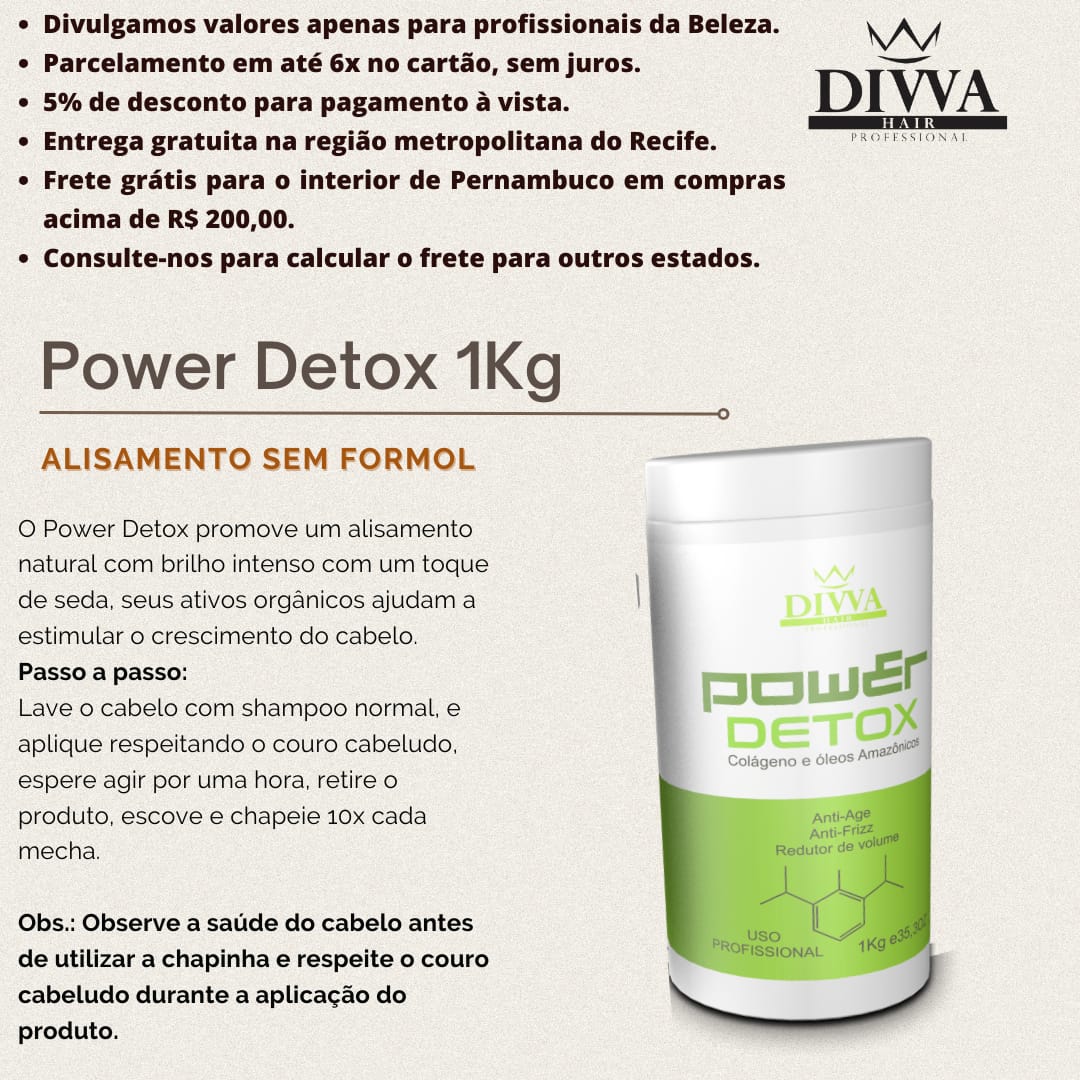 • Divulgamos valores apenas para profissionais da Beleza.
• Parcelamento em até 6x no cartão, sem juros.
• 5% de desconto para pagamento à vista.
• Entrega gratuita na região metropolitana do Recife.
• Frete grátis para o interior de Pernambuco em compras
acima de R$ 200,00.
• Consulte-nos para calcular o frete para outros estados.
DIVVA
HAIR
PROFESSIONAL
Power Detox 1Kg
ALISAMENTO SEM FORMOL
O Power Detox promove um alisamento
natural com brilho intenso com um toque
de seda, seus ativos orgânicos ajudam a
estimular o crescimento do cabelo.
Passo a passo:
Lave o cabelo com shampoo normal, e
aplique respeitando o couro cabeludo,
espere agir por uma hora, retire o
produto, escove e chapeie 10x cada
mecha.
Obs.: Observe a saúde do cabelo antes
de utilizar a chapinha e respeite o couro
cabeludo durante a aplicação do
produto.
DIVVA
HAIR
PROFESSIONAL
POWER
DETOX
Colágeno e óleos Amazônicos
Anti-Age
Anti-Frizz
Redutor de volume
USO
PROFISSIONAL
1Kg e35,3OZ